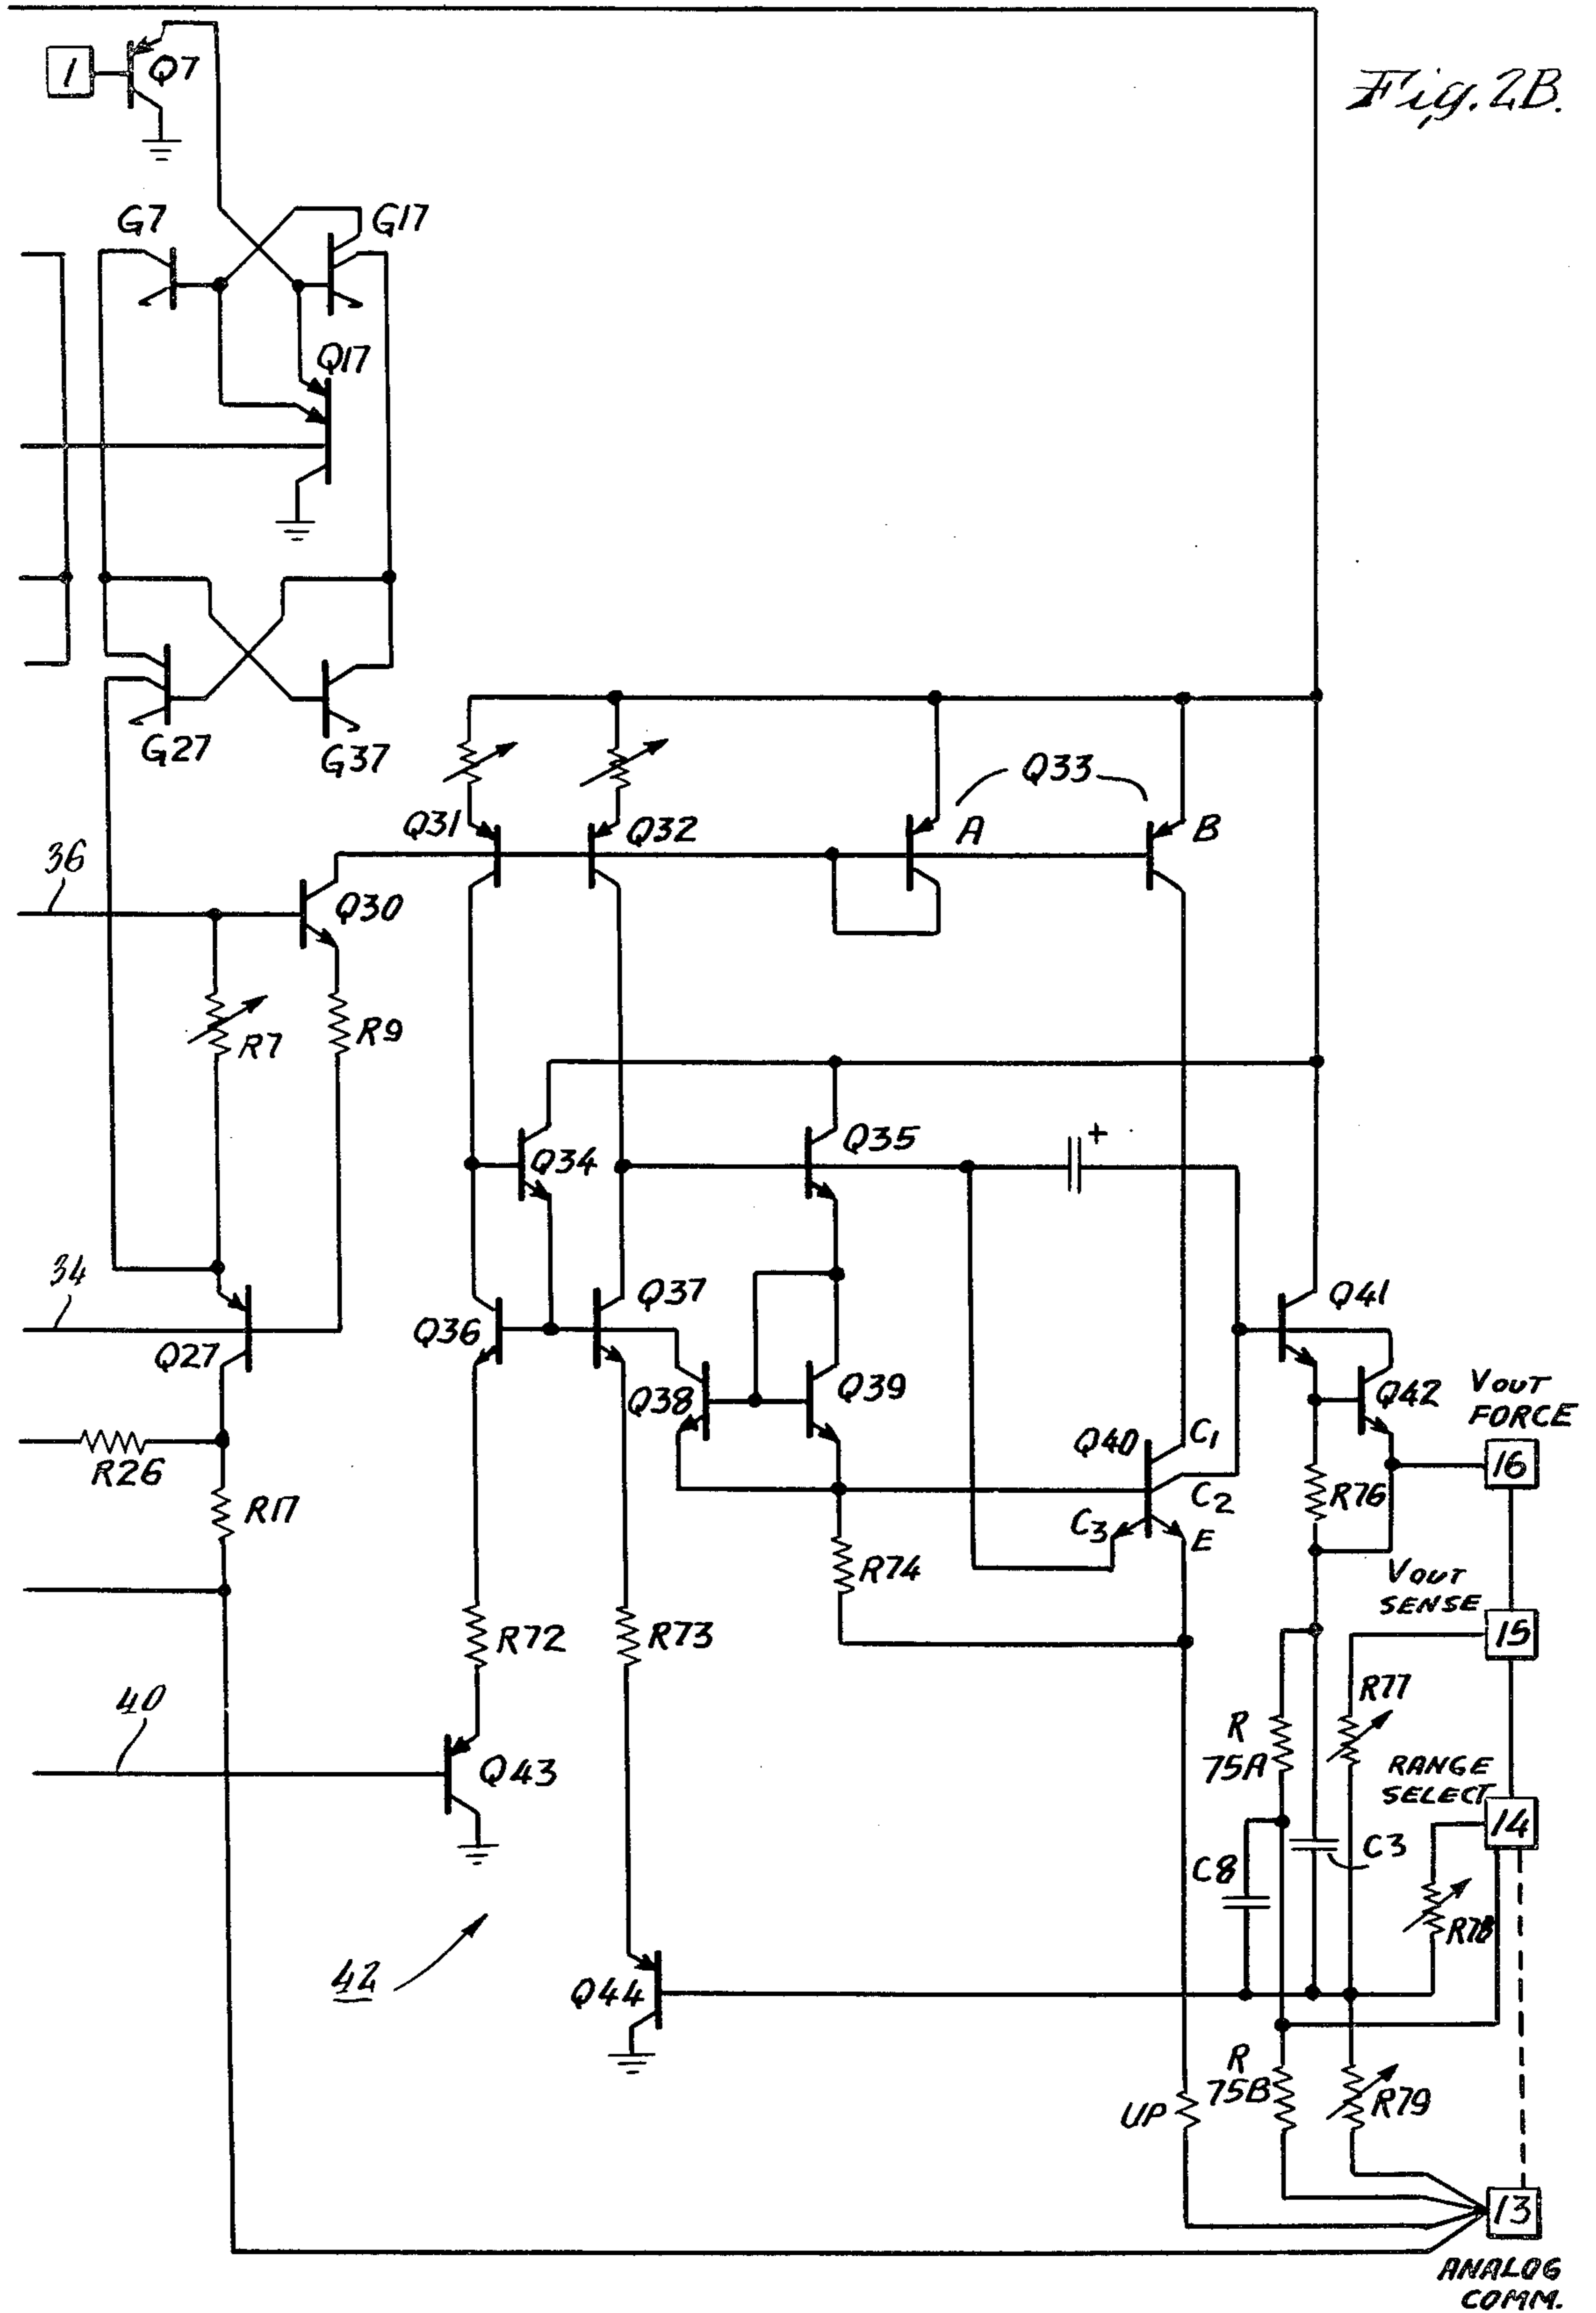 Fig. 2B.
1
Q7
G7
G17
Q17
G27
G37
Q33
Q31
Q32
A
B
36
Q30
R7
R9
Q35
+
Q34
34
Q27
Q36
Q37
Q41
Q38
Q39
Q42
VOUT
FORCE
16
Q40
C1
C2
C3
E
R76
R26
R17
R74
VOUT
SENSE
15
R72
R73
R77
R
75A
40
Q43
RANGE
SELECT
14
C8
C3
R78
42
Q44
R
75B
R79
UP
13
ANALOG
COMM.